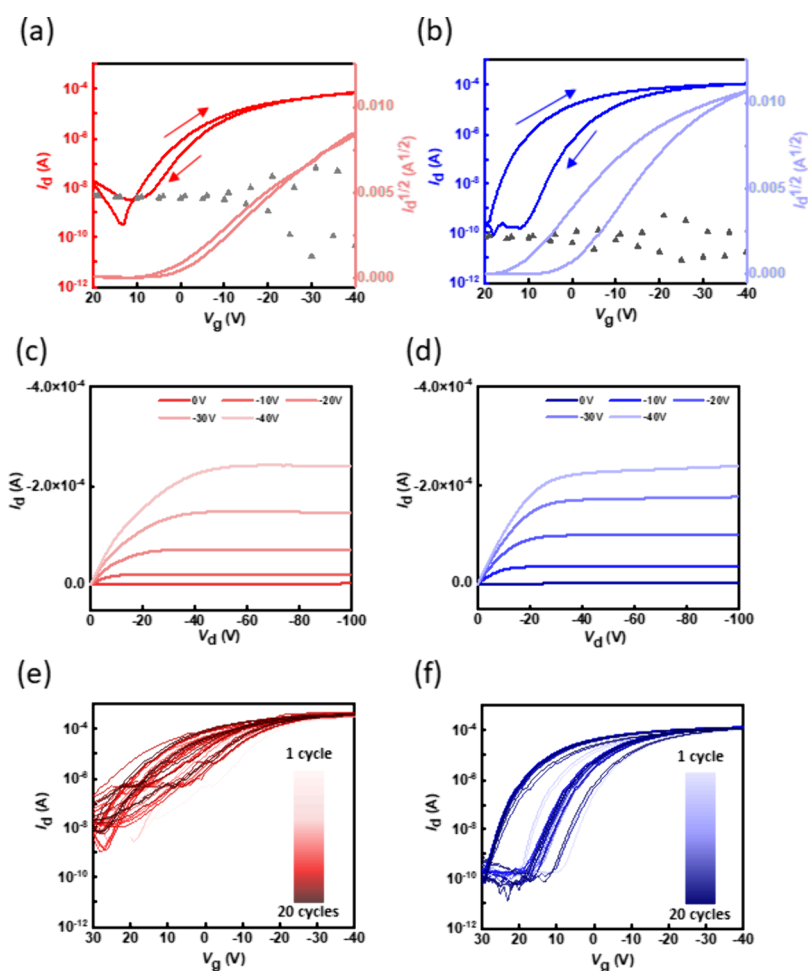 (a)
10⁻⁴
10⁻⁶
10⁻⁸
10⁻¹⁰
10⁻¹²
I_d (A)
0.010
0.005
0.000
I_d^1/2 (A^1/2)
20 10 0 -10 -20 -30 -40
V_g (V)
(b)
10⁻⁴
10⁻⁶
10⁻⁸
10⁻¹⁰
10⁻¹²
I_d (A)
0.010
0.005
0.000
I_d^1/2 (A^1/2)
20 10 0 -10 -20 -30 -40
V_g (V)
(c)
-4.0×10⁻⁴
-2.0×10⁻⁴
0.0
I_d (A)
0V -10V -20V
-30V -40V
0 -20 -40 -60 -80 -100
V_d (V)
(d)
-4.0×10⁻⁴
-2.0×10⁻⁴
0.0
I_d (A)
0V -10V -20V
-30V -40V
0 -20 -40 -60 -80 -100
V_d (V)
(e)
10⁻⁴
10⁻⁶
10⁻⁸
10⁻¹⁰
10⁻¹²
I_d (A)
1 cycle
20 cycles
30 20 10 0 -10 -20 -30 -40
V_g (V)
(f)
10⁻⁴
10⁻⁶
10⁻⁸
10⁻¹⁰
10⁻¹²
I_d (A)
1 cycle
20 cycles
30 20 10 0 -10 -20 -30 -40
V_g (V)